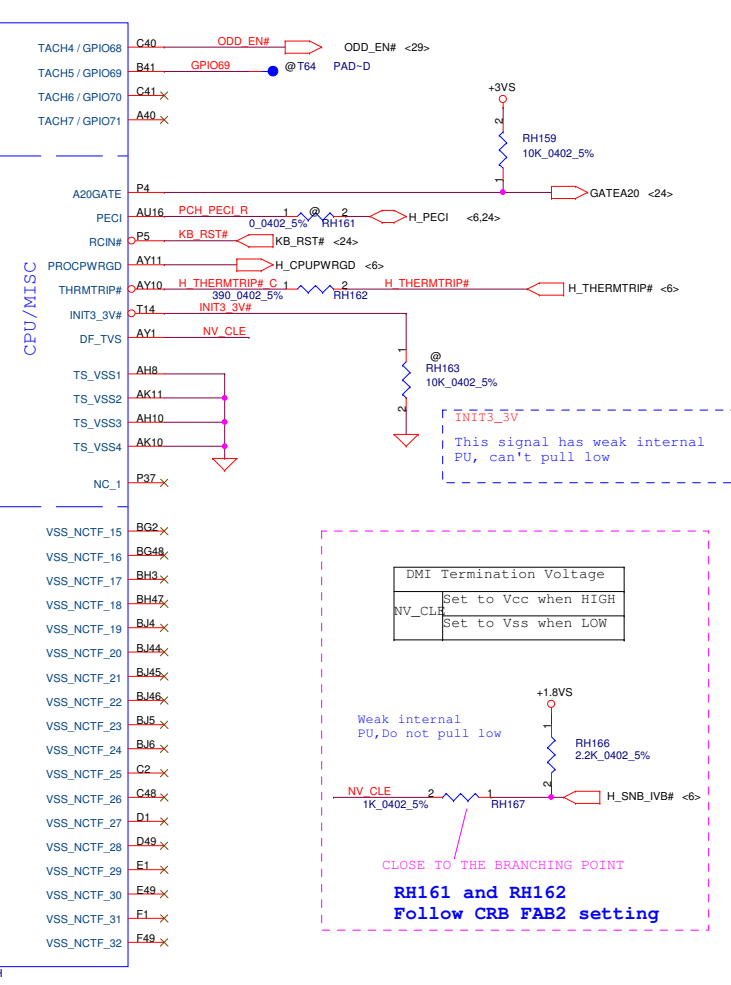 TACH4 / GPIO68 C40 ODD_EN# ODD_EN# <29>
TACH5 / GPIO69 B41 GPIO69 @ T64 PAD~D
TACH6 / GPIO70 C41
TACH7 / GPIO71 A40
+3VS
2
RH159
10K_0402_5%
1
CPU/MISC
A20GATE P4 GATEA20 <24>
PECI AU16 PCH_PECI_R 1 @ 2 H_PECI <6,24>
0_0402_5% RH161
RCIN# P5 KB_RST# KB_RST# <24>
PROCPWRGD AY11 H_CPUPWRGD <6>
THRMTRIP# AY10 H_THERMTRIP#_C 1 2 H_THERMTRIP# H_THERMTRIP# <6>
390_0402_5% RH162
INIT3_3V# T14 INIT3_3V#
DF_TVS AY1 NV_CLE
1
@
RH163
10K_0402_5%
2
TS_VSS1 AH8
TS_VSS2 AK11
TS_VSS3 AH10
TS_VSS4 AK10
INIT3_3V
This signal has weak internal
PU, can't pull low
NC_1 P37
VSS_NCTF_15 BG2
VSS_NCTF_16 BG48
VSS_NCTF_17 BH3
VSS_NCTF_18 BH47
VSS_NCTF_19 BJ4
VSS_NCTF_20 BJ44
VSS_NCTF_21 BJ45
VSS_NCTF_22 BJ46
VSS_NCTF_23 BJ5
VSS_NCTF_24 BJ6
VSS_NCTF_25 C2
VSS_NCTF_26 C48
VSS_NCTF_27 D1
VSS_NCTF_28 D49
VSS_NCTF_29 E1
VSS_NCTF_30 E49
VSS_NCTF_31 F1
VSS_NCTF_32 F49
DMI Termination Voltage
NV_CLE
Set to Vcc when HIGH
Set to Vss when LOW
+1.8VS
Weak internal
PU,Do not pull low
1
RH166
2.2K_0402_5%
2
NV_CLE 2 1 H_SNB_IVB# <6>
1K_0402_5% RH167
CLOSE TO THE BRANCHING POINT
RH161 and RH162
Follow CRB FAB2 setting